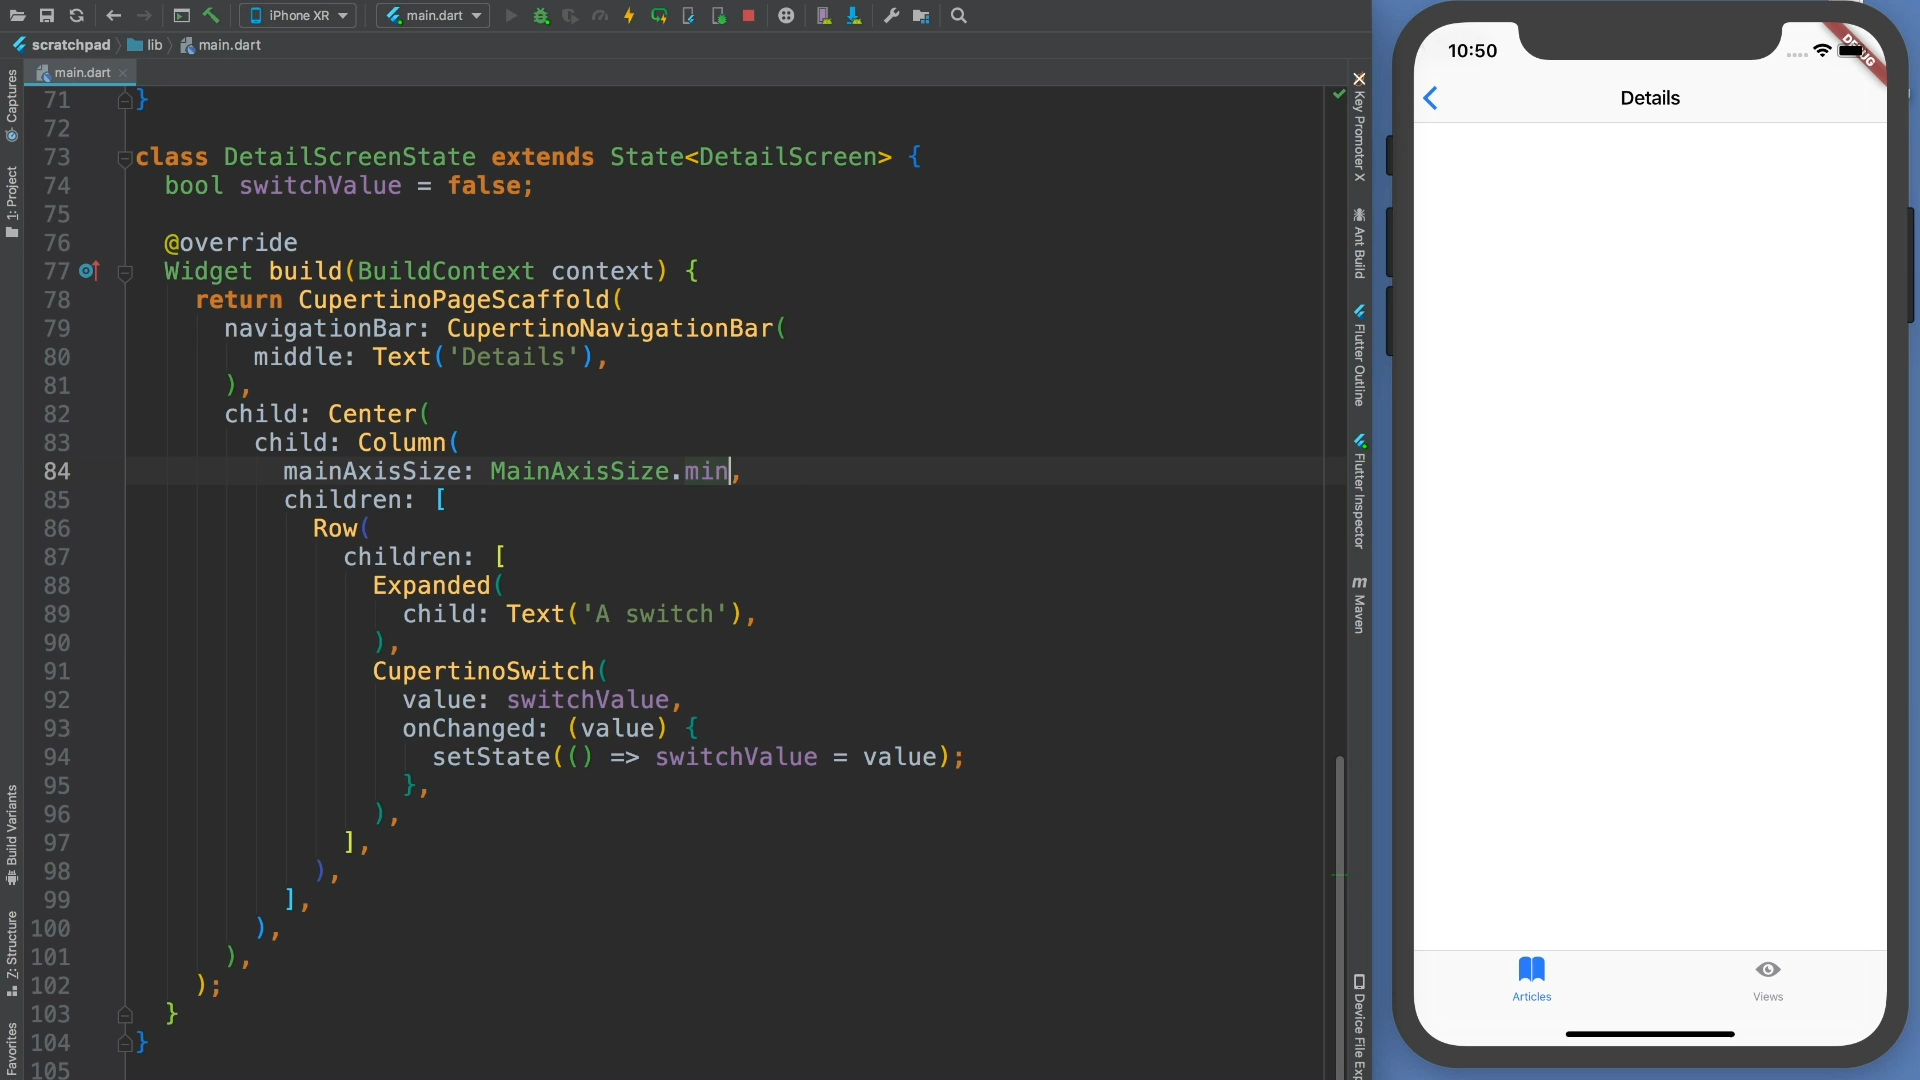 iPhone XR
main.dart
scratchpad
lib
main.dart
main.dart
Captures
1: Project
Build Variants
Z: Structure
Favorites
71 }
72
73 class DetailScreenState extends State<DetailScreen> {
74 bool switchValue = false;
75
76 @override
77 Widget build(BuildContext context) {
78 return CupertinoPageScaffold(
79 navigationBar: CupertinoNavigationBar(
80 middle: Text('Details'),
81 ),
82 child: Center(
83 child: Column(
84 mainAxisSize: MainAxisSize.min,
85 children: [
86 Row(
87 children: [
88 Expanded(
89 child: Text('A switch'),
90 ),
91 CupertinoSwitch(
92 value: switchValue,
93 onChanged: (value) {
94 setState(() => switchValue = value);
95 },
96 ),
97 ],
98 ),
99 ],
100 ),
101 ),
102 );
103 }
104 }
105
Key Promoter X
Ant Build
Flutter Outline
Flutter Inspector
m Maven
Device File Exp
10:50
DEBUG
Details
Articles
Views